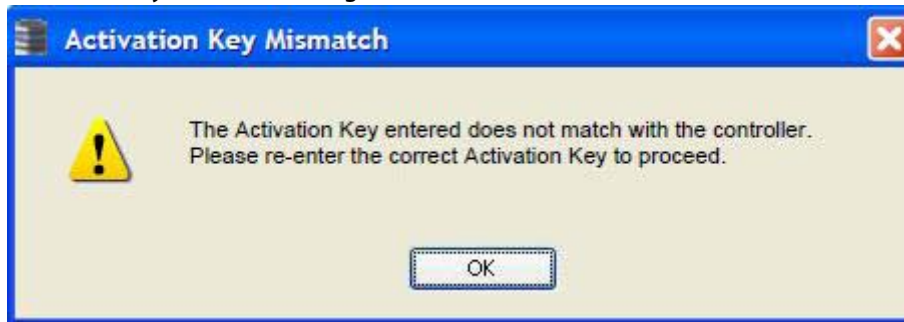 Activation Key Mismatch
The Activation Key entered does not match with the controller.
Please re-enter the correct Activation Key to proceed.
OK